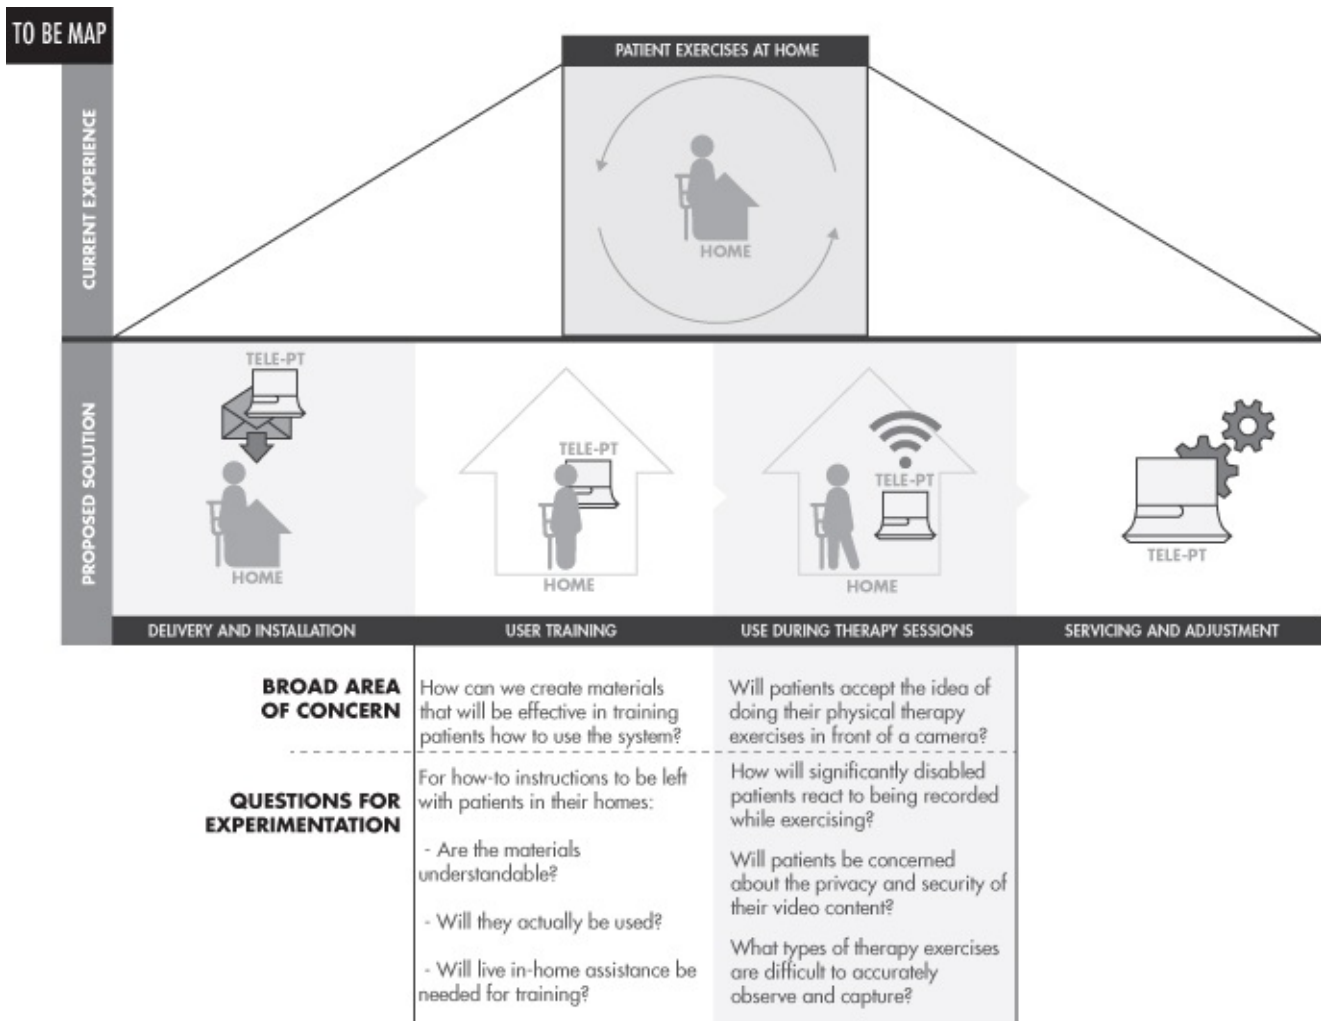 TO BE MAP
PATIENT EXERCISES AT HOME
CURRENT EXPERIENCE
HOME
PROPOSED SOLUTION
TELE-PT
HOME
TELE-PT
HOME
TELE-PT
HOME
TELE-PT
DELIVERY AND INSTALLATION
USER TRAINING
USE DURING THERAPY SESSIONS
SERVICING AND ADJUSTMENT
BROAD AREA
OF CONCERN
How can we create materials
that will be effective in training
patients how to use the system?
Will patients accept the idea of
doing their physical therapy
exercises in front of a camera?
QUESTIONS FOR
EXPERIMENTATION
For how-to instructions to be left
with patients in their homes:
- Are the materials
understandable?
- Will they actually be used?
- Will live in-home assistance be
needed for training?
How will significantly disabled
patients react to being recorded
while exercising?
Will patients be concerned
about the privacy and security of
their video content?
What types of therapy exercises
are difficult to accurately
observe and capture?